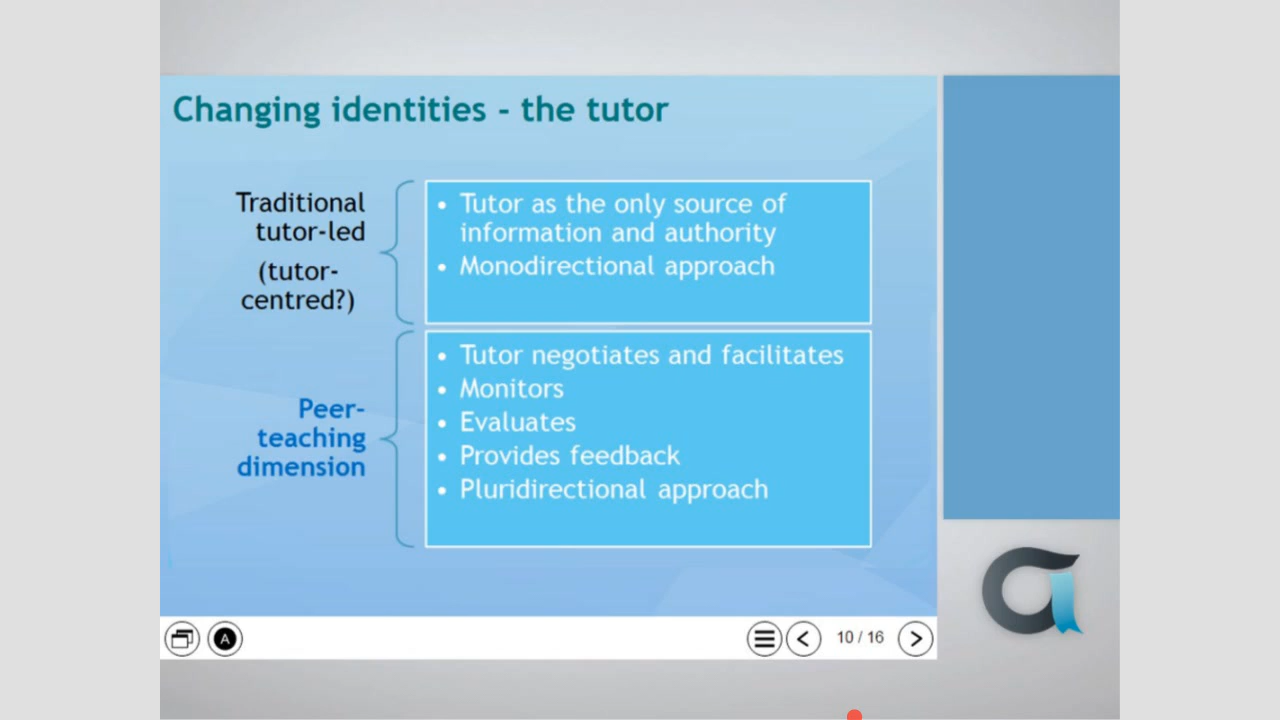 Changing identities - the tutor
Traditional
tutor-led
(tutor-
centred?)
• Tutor as the only source of
information and authority
• Monodirectional approach
Peer-
teaching
dimension
• Tutor negotiates and facilitates
• Monitors
• Evaluates
• Provides feedback
• Pluridirectional approach
A
10 / 16